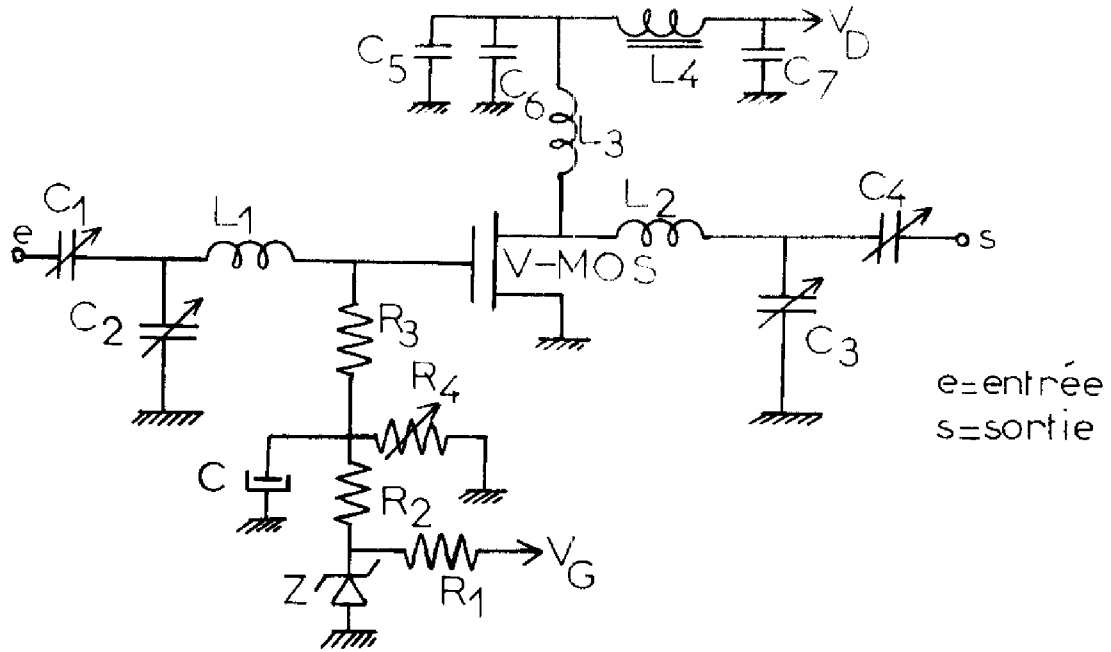 C5
C6
L4
VD
C7
L3
e
C1
L1
L2
C4
s
V-MOS
C2
R3
C3
R4
C
R2
e=entrée
s=sortie
Z
R1
VG